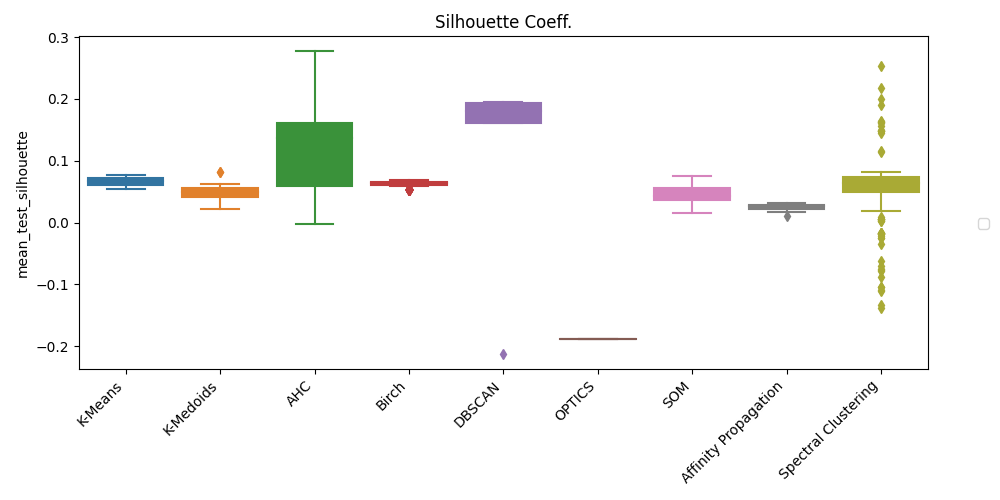 Silhouette Coeff.
mean_test_silhouette
0.3
0.2
0.1
0.0
−0.1
−0.2
K-Means
K-Medoids
AHC
Birch
DBSCAN
OPTICS
SOM
Affinity Propagation
Spectral Clustering